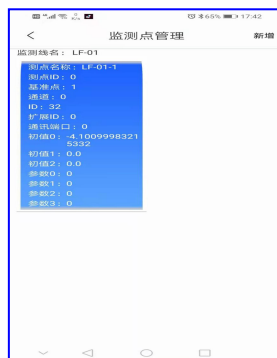 65% 17:42
监测点管理
新增
监测线名：LF-01
测点名称：LF-01-1
测点ID：0
基准点：1
通道：0
ID：32
扩展ID：0
通讯端口：0
初值0：-4.1009998321
5332
初值1：0.0
初值2：0.0
参数0：0
参数1：0
参数2：0
参数3：0